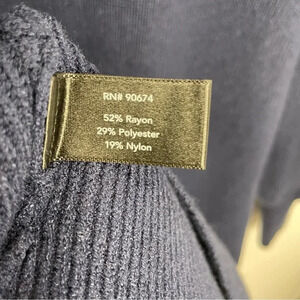 RN# 90674
52% Rayon
29% Polyester
19% Nylon